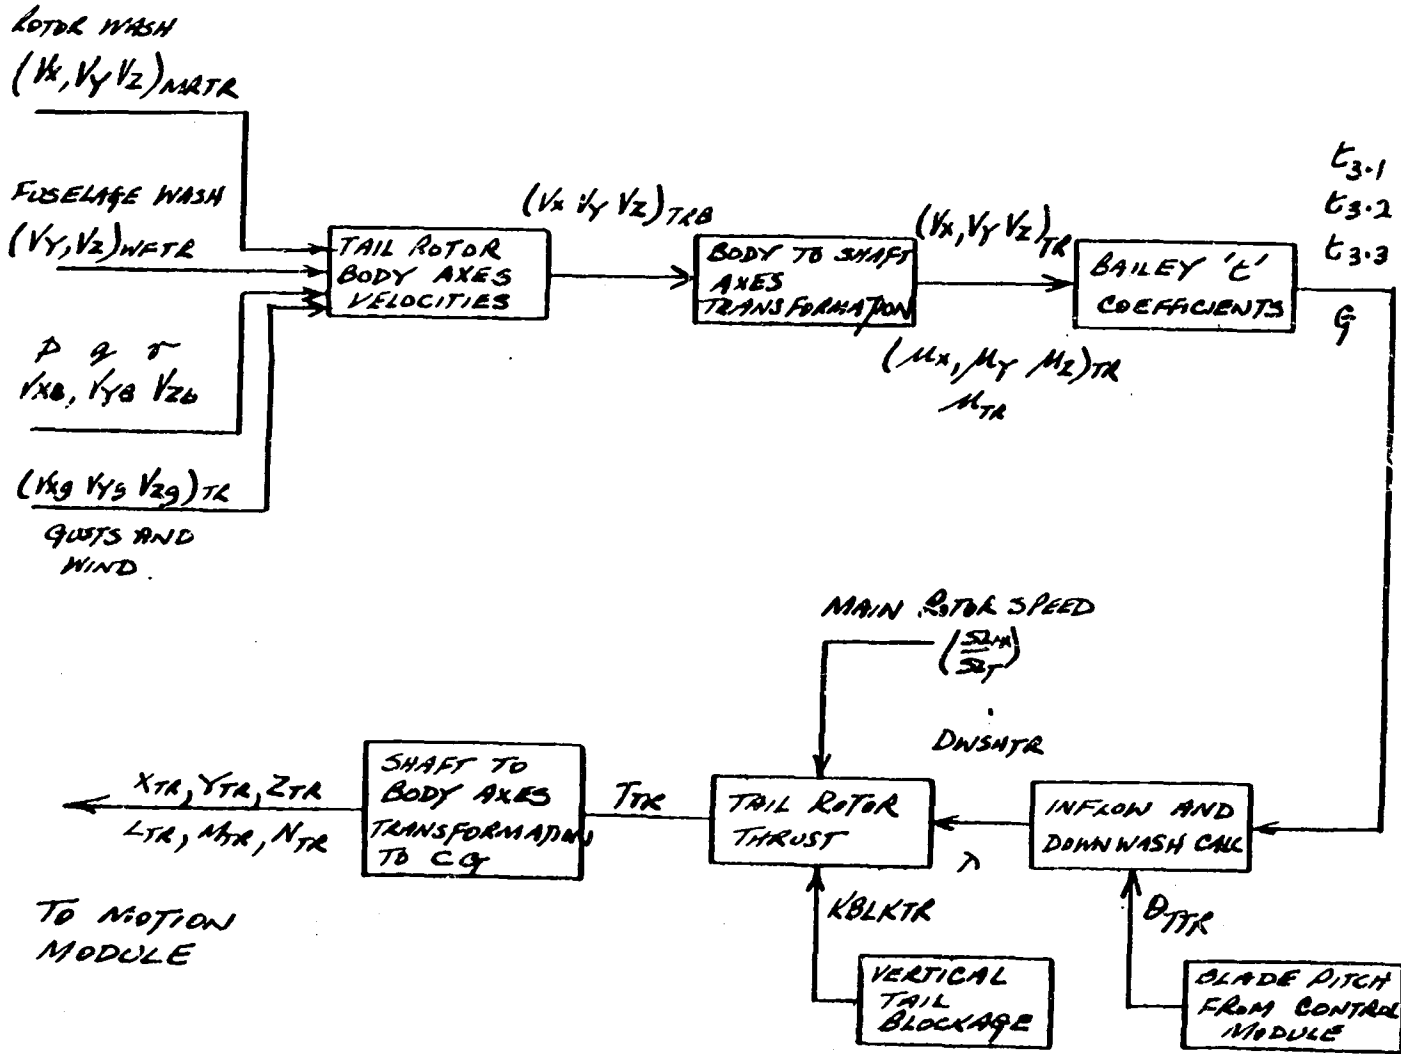 ROTOR WASH
(Vx, Vy Vz)MRTR
FUSELAGE WASH
(Vy, Vz)WFTR
p q r
VXB, VYB VZb
(Vxg Vyg Vzg)TR
GUSTS AND
WIND
TAIL ROTOR
BODY AXES
VELOCITIES
(Vx Vy Vz)TRB
BODY TO SHAFT
AXES
TRANSFORMATION
(Vx, Vy Vz)TR
(μx, μy μz)TR
μTR
BAILEY 't'
COEFFICIENTS
t3.1
t3.2
t3.3
MAIN ROTOR SPEED
DWSHTR
INFLOW AND
DOWNWASH CALC
λ
TAIL ROTOR
THRUST
TTR
SHAFT TO
BODY AXES
TRANSFORMATION
TO CG
XTR, YTR, ZTR
LTR, MTR, NTR
TO MOTION
MODULE
KBLKTR
VERTICAL
TAIL
BLOCKAGE
θTTR
BLADE PITCH
FROM CONTROL
MODULE